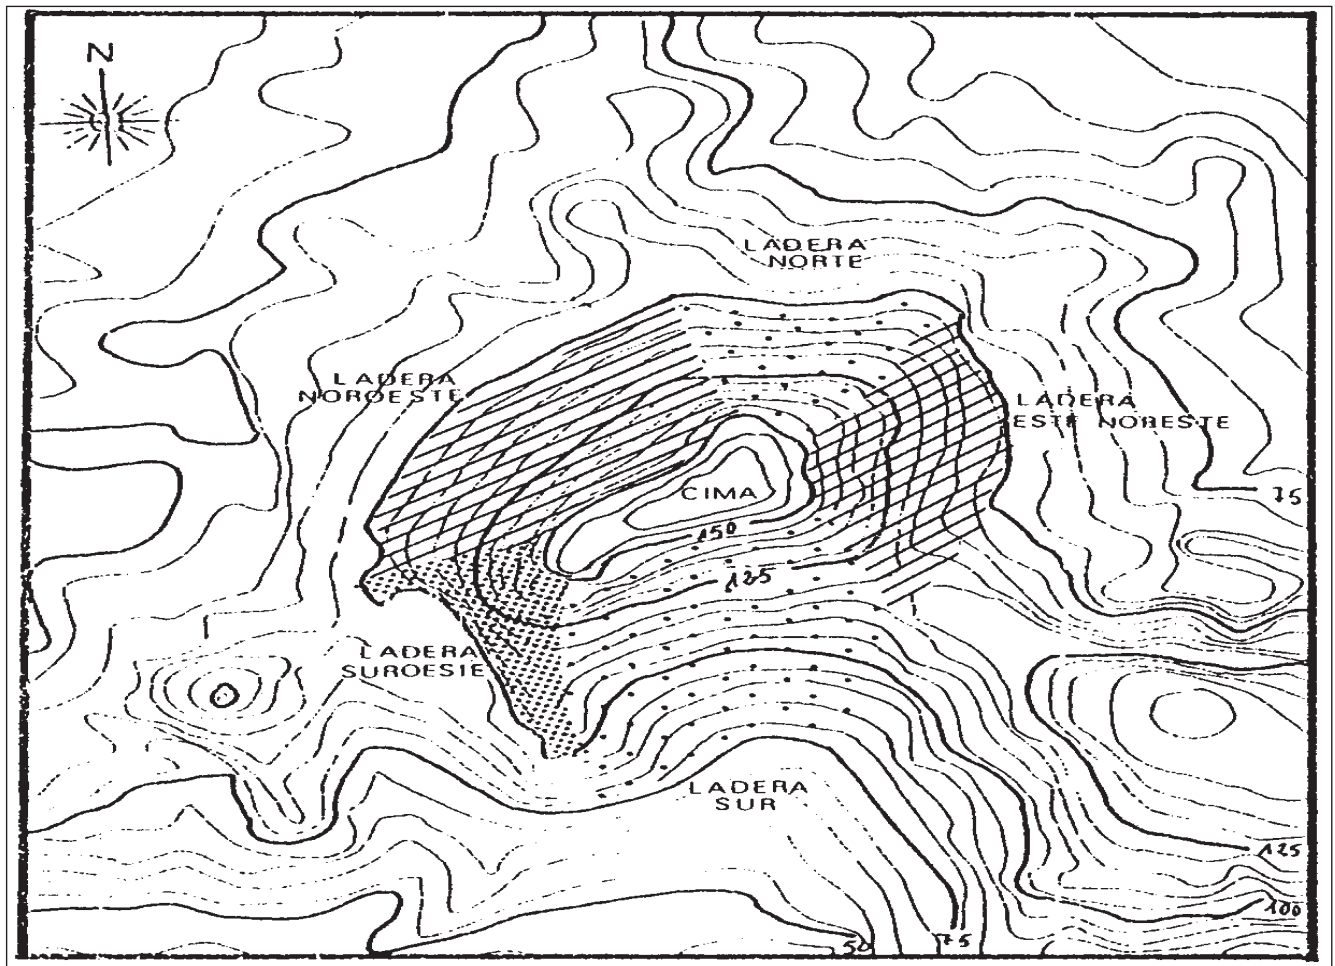 N
LADERA
NORTE
LADERA
NOROESTE
LADERA
ESTE NORESTE
CIMA
75
150
125
LADERA
SUROESTE
LADERA
SUR
125
100
50
75